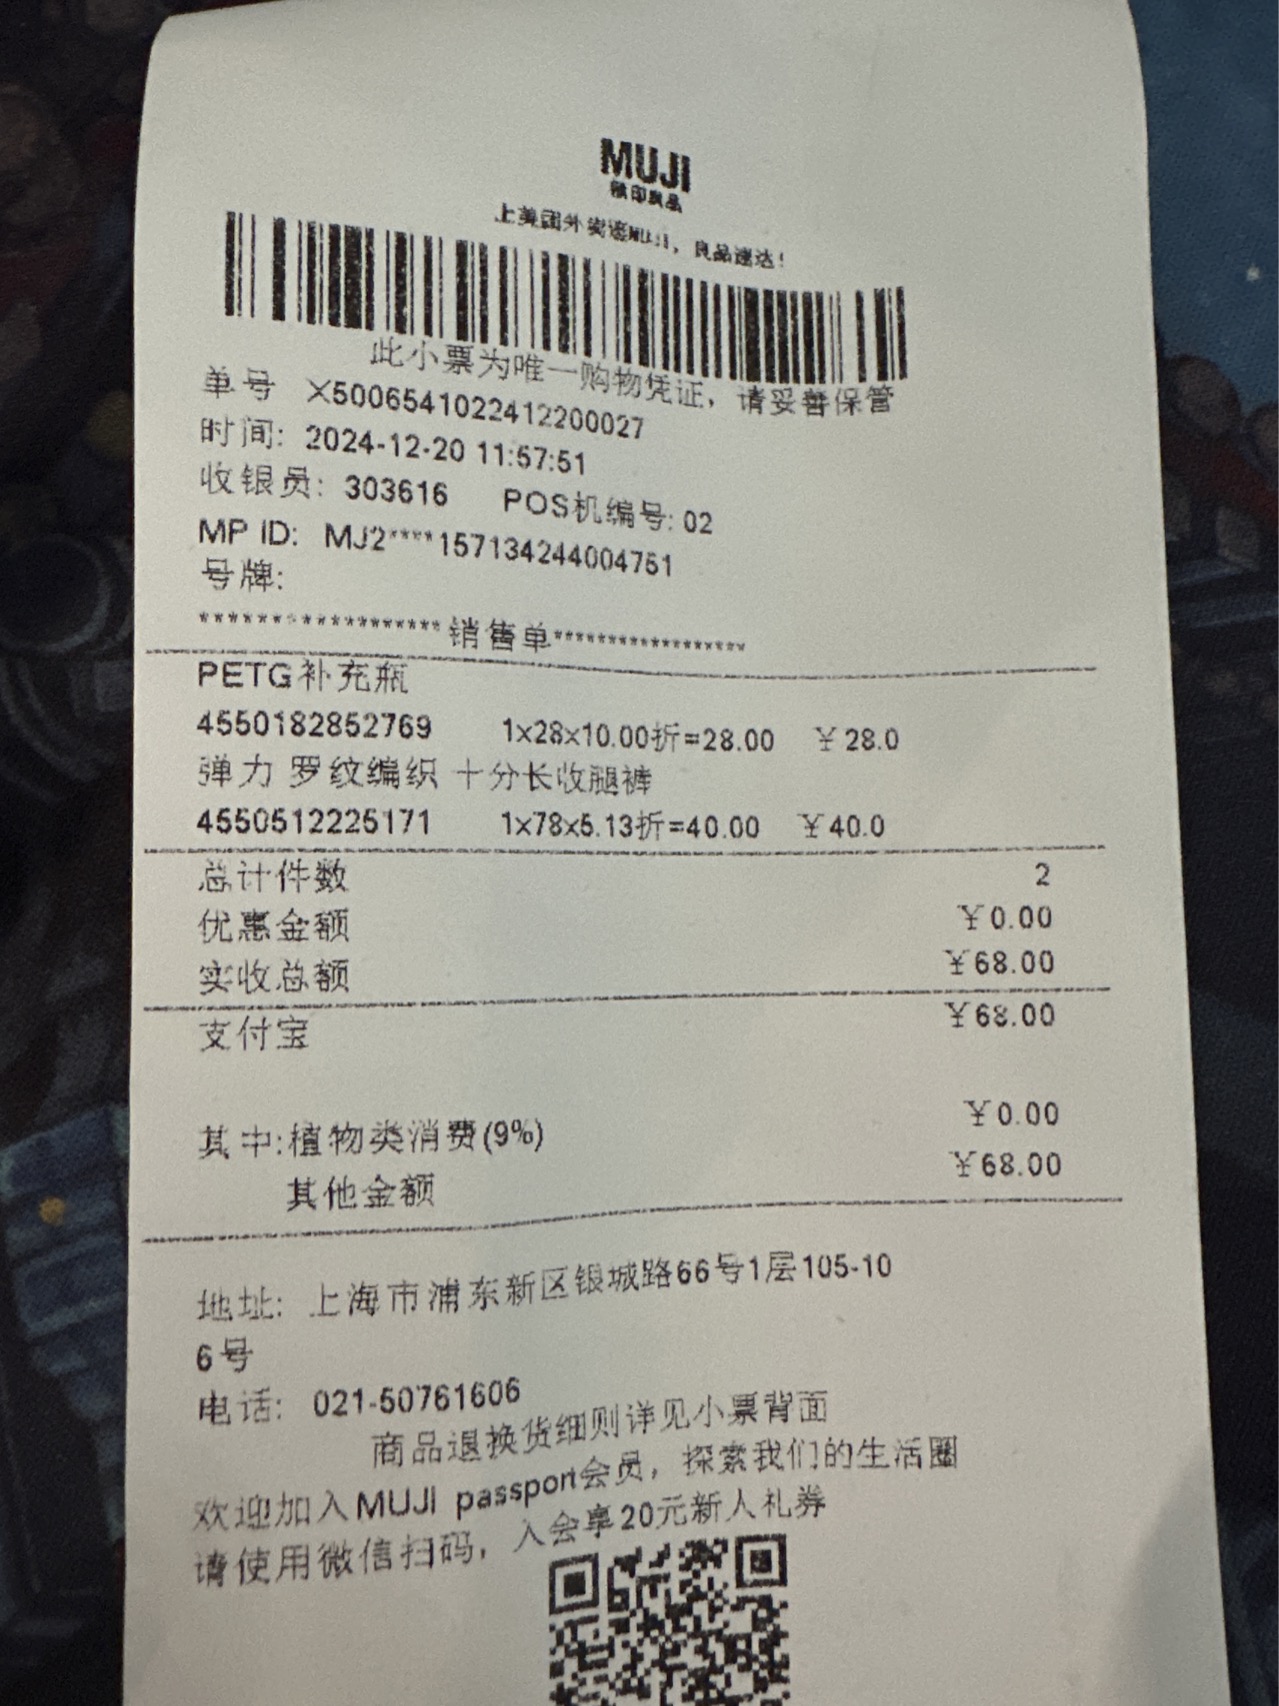 MUJI
無印良品
上美团外卖逛MUJI，良品速达！
此小票为唯一购物凭证，请妥善保管
单号 X5006541022412200027
时间: 2024-12-20 11:57:51
收银员: 303616 POS机编号: 02
MP ID: MJ2****157134244004761
号牌:
*******************销售单******************
PETG补充瓶
4550182852769 1x28x10.00折=28.00 ¥28.0
弹力 罗纹编织 十分长收腿裤
4550512225171 1x78x5.13折=40.00 ¥40.0
总计件数 2
优惠金额 ¥0.00
实收总额 ¥68.00
支付宝 ¥68.00
其中:植物类消费(9%) ¥0.00
其他金额 ¥68.00
地址: 上海市浦东新区银城路66号1层105-10
6号
电话: 021-50761606
商品退换货细则详见小票背面
欢迎加入MUJI passport会员，探索我们的生活圈
请使用微信扫码，入会享20元新人礼券